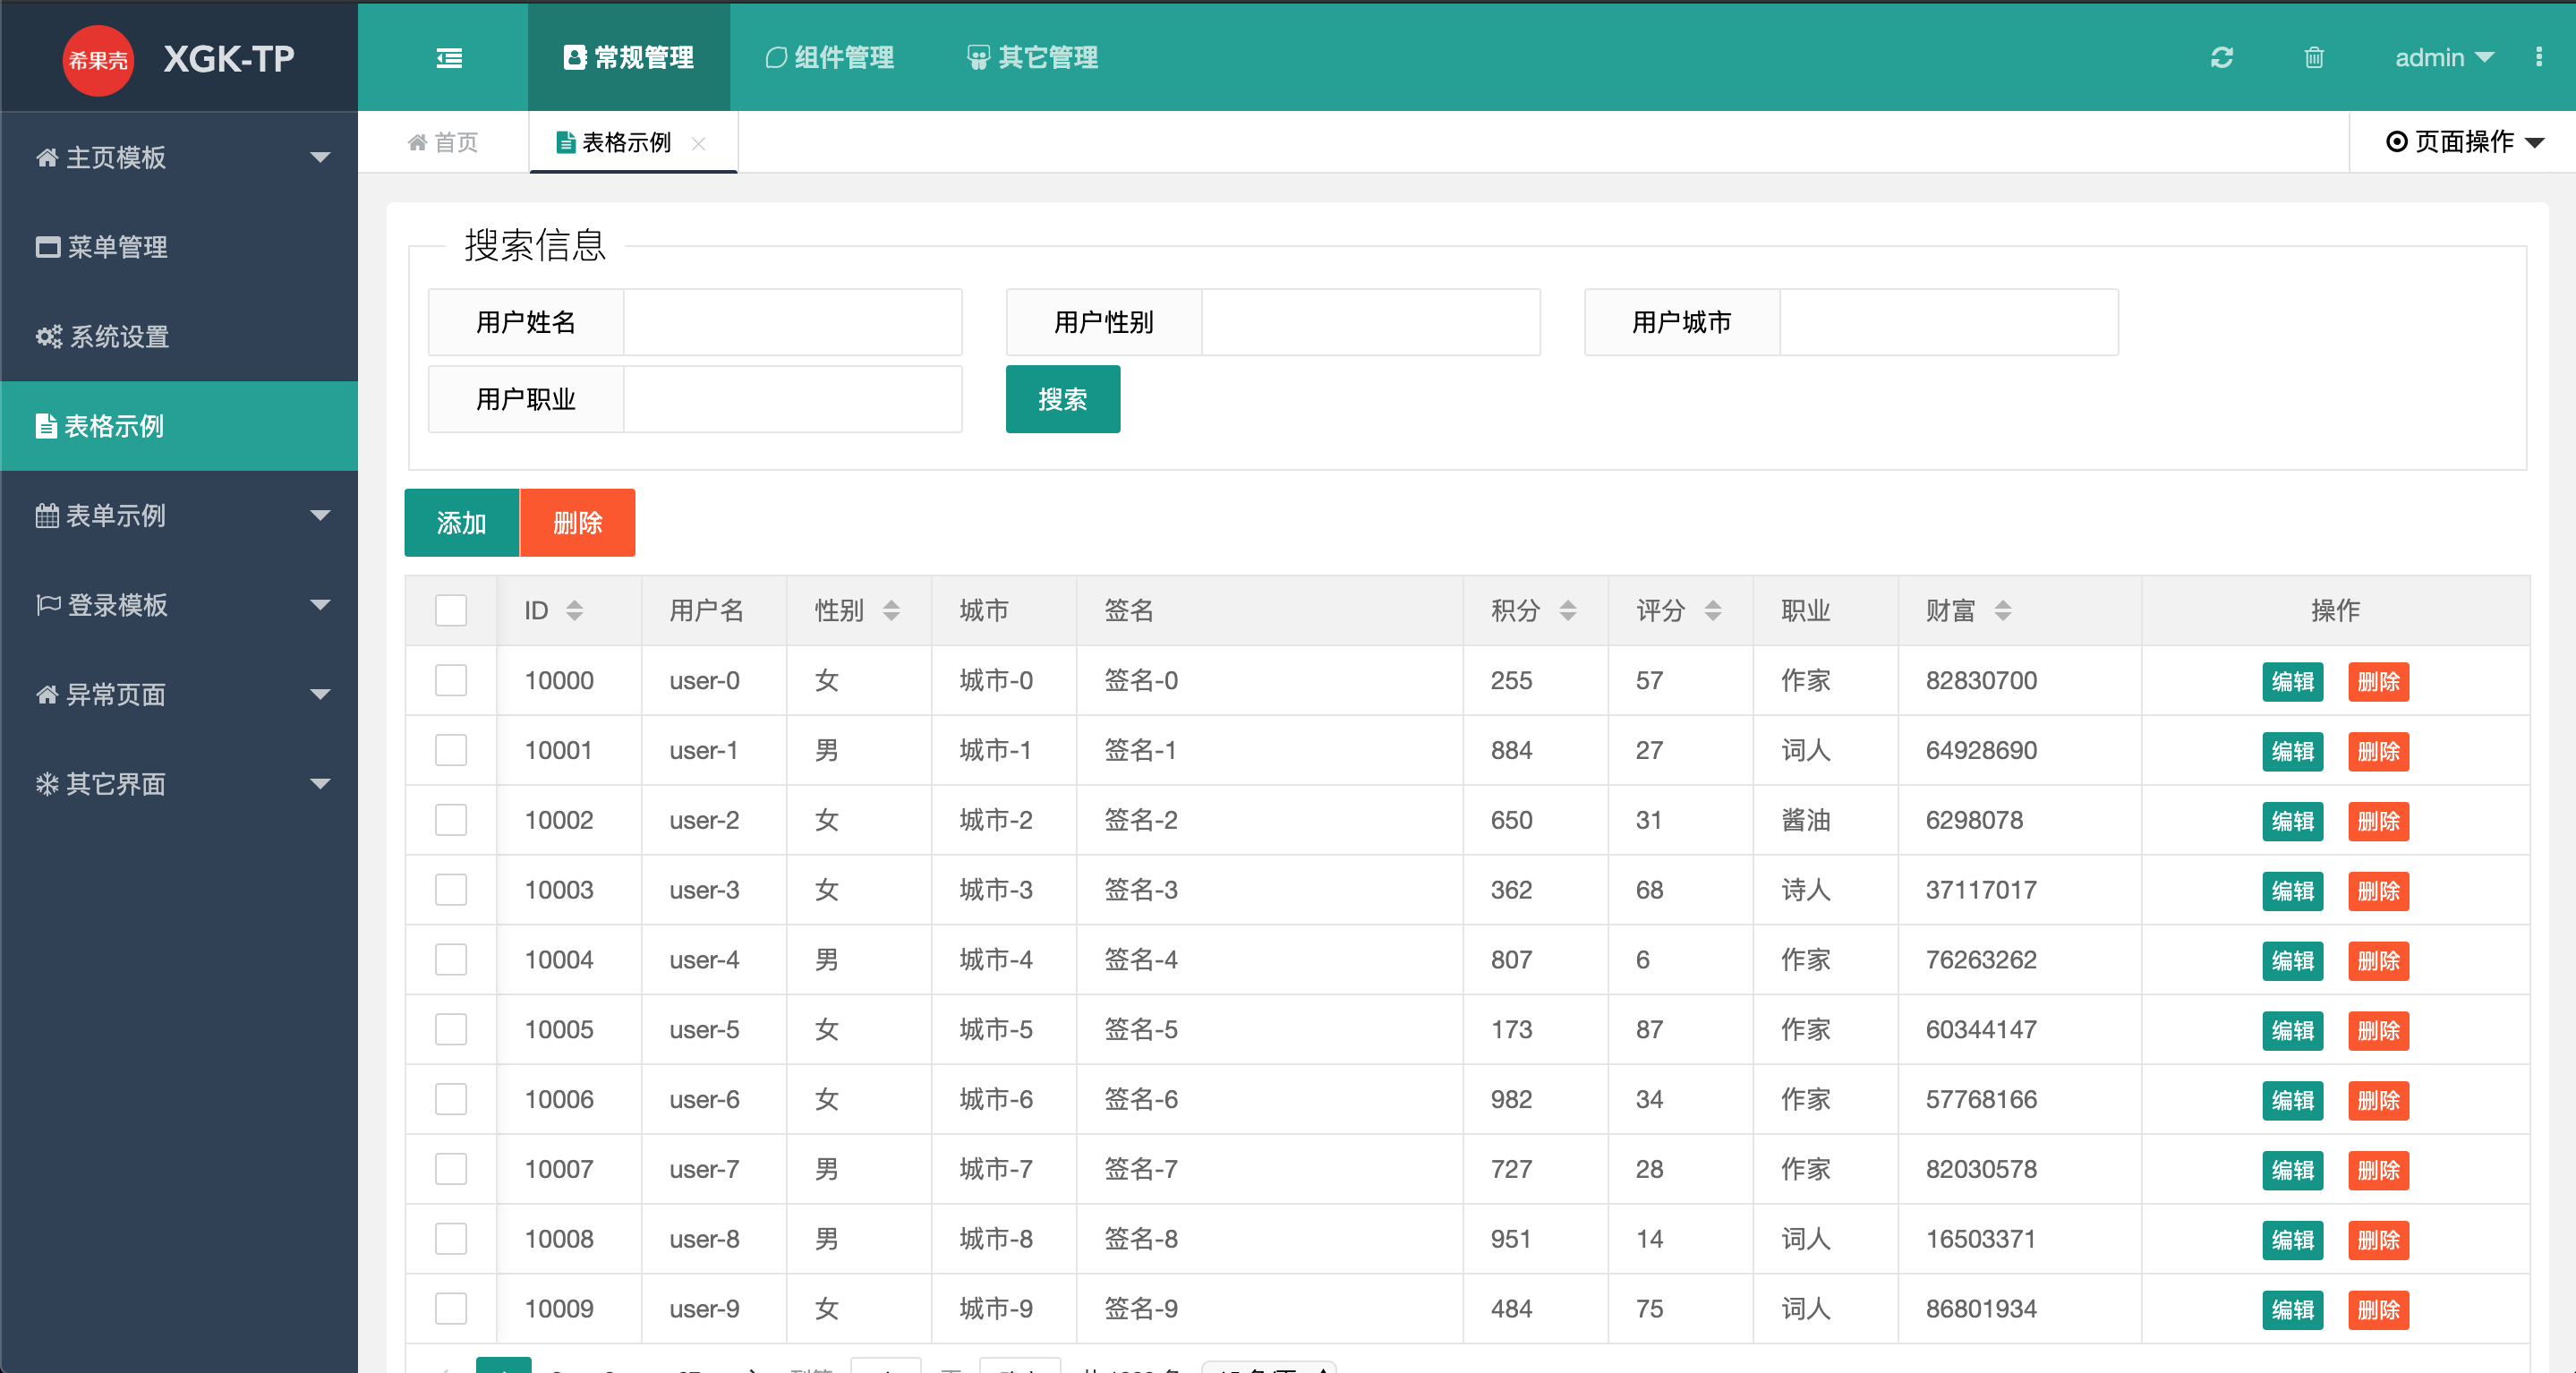 希果壳 XGK-TP 常规管理 组件管理 其它管理 admin
首页 表格示例 页面操作
主页模板
菜单管理
系统设置
表格示例
表单示例
登录模板
异常页面
其它界面
搜索信息
用户姓名 用户性别 用户城市
用户职业 搜索
添加 删除
ID 用户名 性别 城市 签名 积分 评分 职业 财富 操作
10000 user-0 女 城市-0 签名-0 255 57 作家 82830700 编辑 删除
10001 user-1 男 城市-1 签名-1 884 27 词人 64928690 编辑 删除
10002 user-2 女 城市-2 签名-2 650 31 酱油 6298078 编辑 删除
10003 user-3 女 城市-3 签名-3 362 68 诗人 37117017 编辑 删除
10004 user-4 男 城市-4 签名-4 807 6 作家 76263262 编辑 删除
10005 user-5 女 城市-5 签名-5 173 87 作家 60344147 编辑 删除
10006 user-6 女 城市-6 签名-6 982 34 作家 57768166 编辑 删除
10007 user-7 男 城市-7 签名-7 727 28 作家 82030578 编辑 删除
10008 user-8 男 城市-8 签名-8 951 14 词人 16503371 编辑 删除
10009 user-9 女 城市-9 签名-9 484 75 词人 86801934 编辑 删除